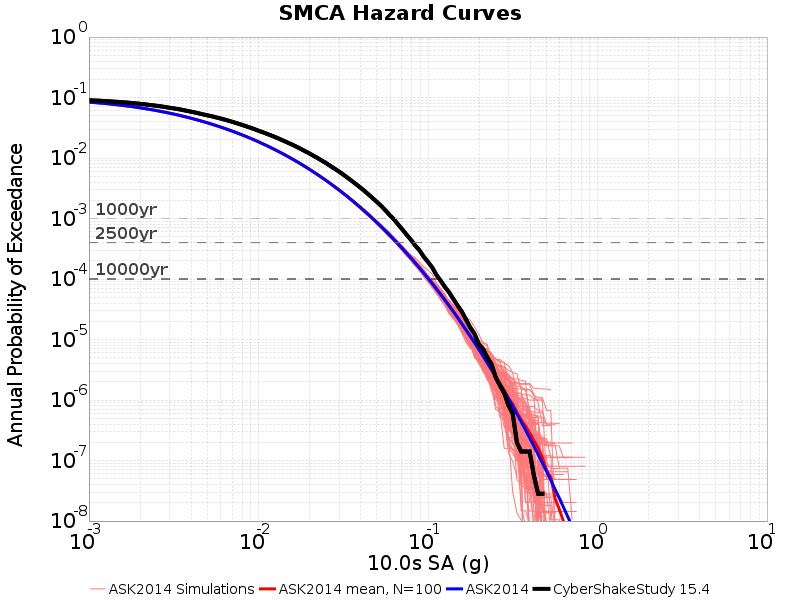 SMCA Hazard Curves
Annual Probability of Exceedance
10^0
10^-1
10^-2
10^-3
10^-4
10^-5
10^-6
10^-7
10^-8
1000yr
2500yr
10000yr
10^-3 10^-2 10^-1 10^0 10^1
10.0s SA (g)
ASK2014 Simulations ASK2014 mean, N=100 ASK2014 CyberShakeStudy 15.4